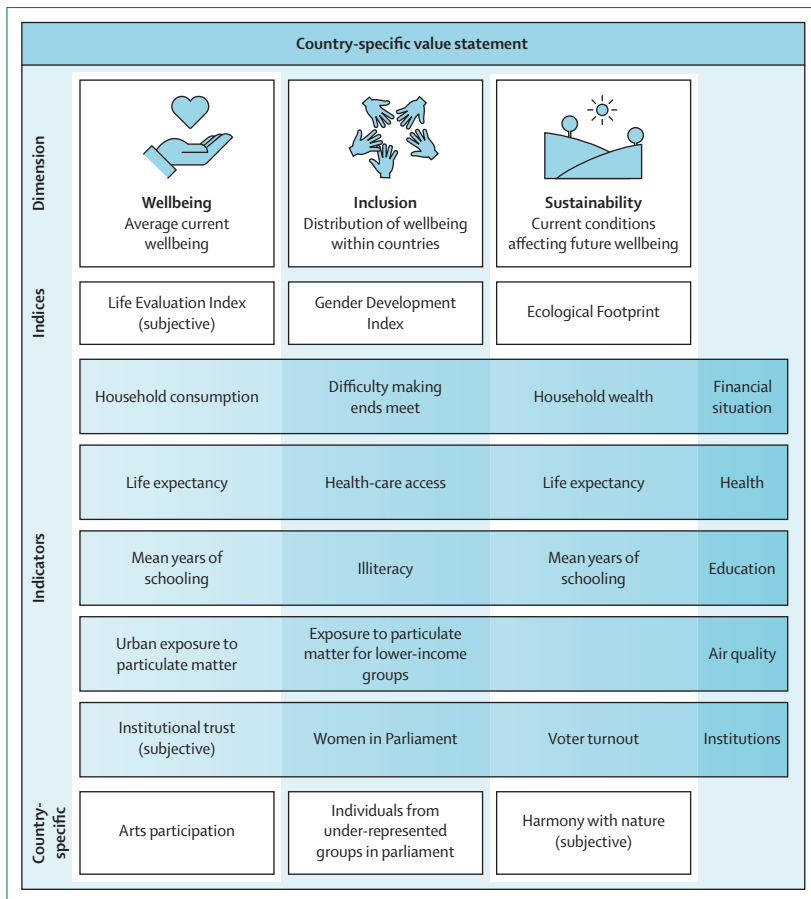 Country-specific value statement
Dimension
Wellbeing
Average current
wellbeing
Inclusion
Distribution of wellbeing
within countries
Sustainability
Current conditions
affecting future wellbeing
Indices
Life Evaluation Index
(subjective)
Gender Development
Index
Ecological Footprint
Indicators
Household consumption
Difficulty making
ends meet
Household wealth
Financial
situation
Life expectancy
Health-care access
Life expectancy
Health
Mean years of
schooling
Illiteracy
Mean years of
schooling
Education
Urban exposure to
particulate matter
Exposure to particulate
matter for lower-income
groups
Air quality
Institutional trust
(subjective)
Women in Parliament
Voter turnout
Institutions
Country-
specific
Arts participation
Individuals from
under-represented
groups in parliament
Harmony with nature
(subjective)